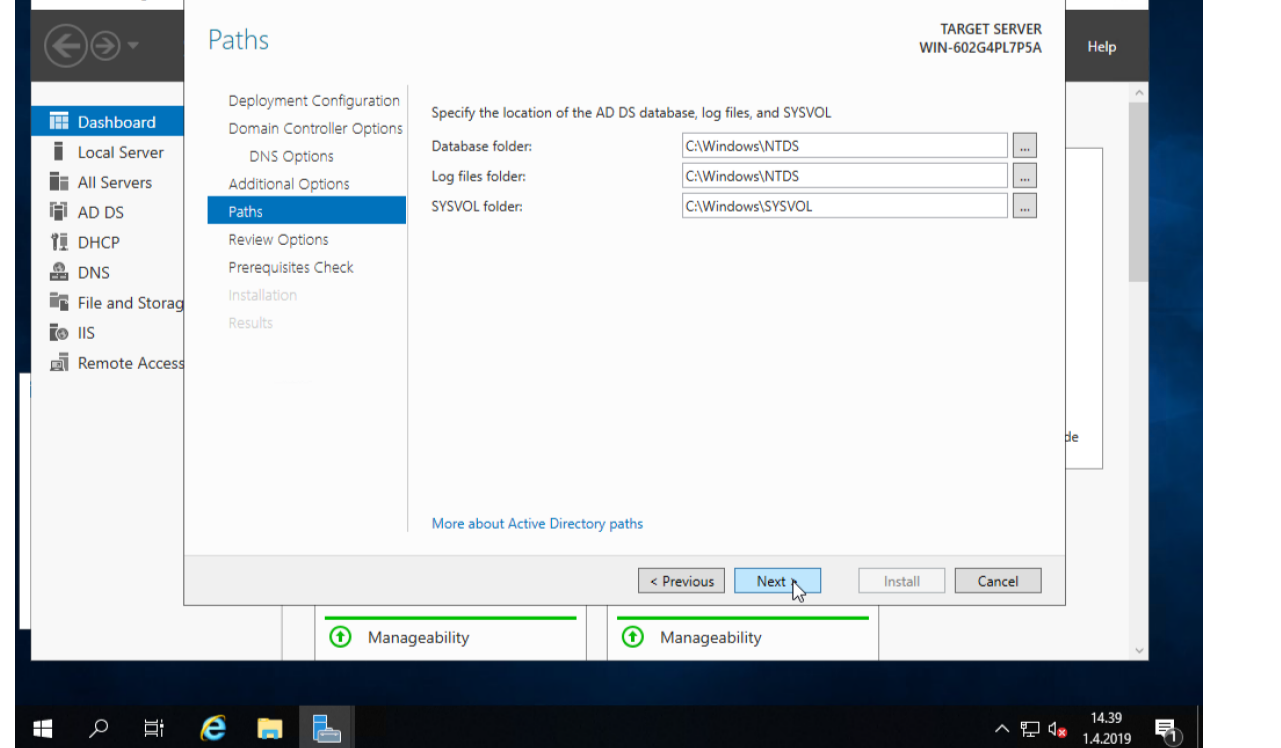 Paths
TARGET SERVER
WIN-602G4PL7P5A
Help
Dashboard
Local Server
All Servers
AD DS
DHCP
DNS
File and Storag
IIS
Remote Access
Deployment Configuration
Domain Controller Options
DNS Options
Additional Options
Paths
Review Options
Prerequisites Check
Installation
Results
Specify the location of the AD DS database, log files, and SYSVOL
Database folder: C:\Windows\NTDS ...
Log files folder: C:\Windows\NTDS ...
SYSVOL folder: C:\Windows\SYSVOL ...
de
More about Active Directory paths
< Previous Next > Install Cancel
Manageability Manageability
14.39
1.4.2019
1